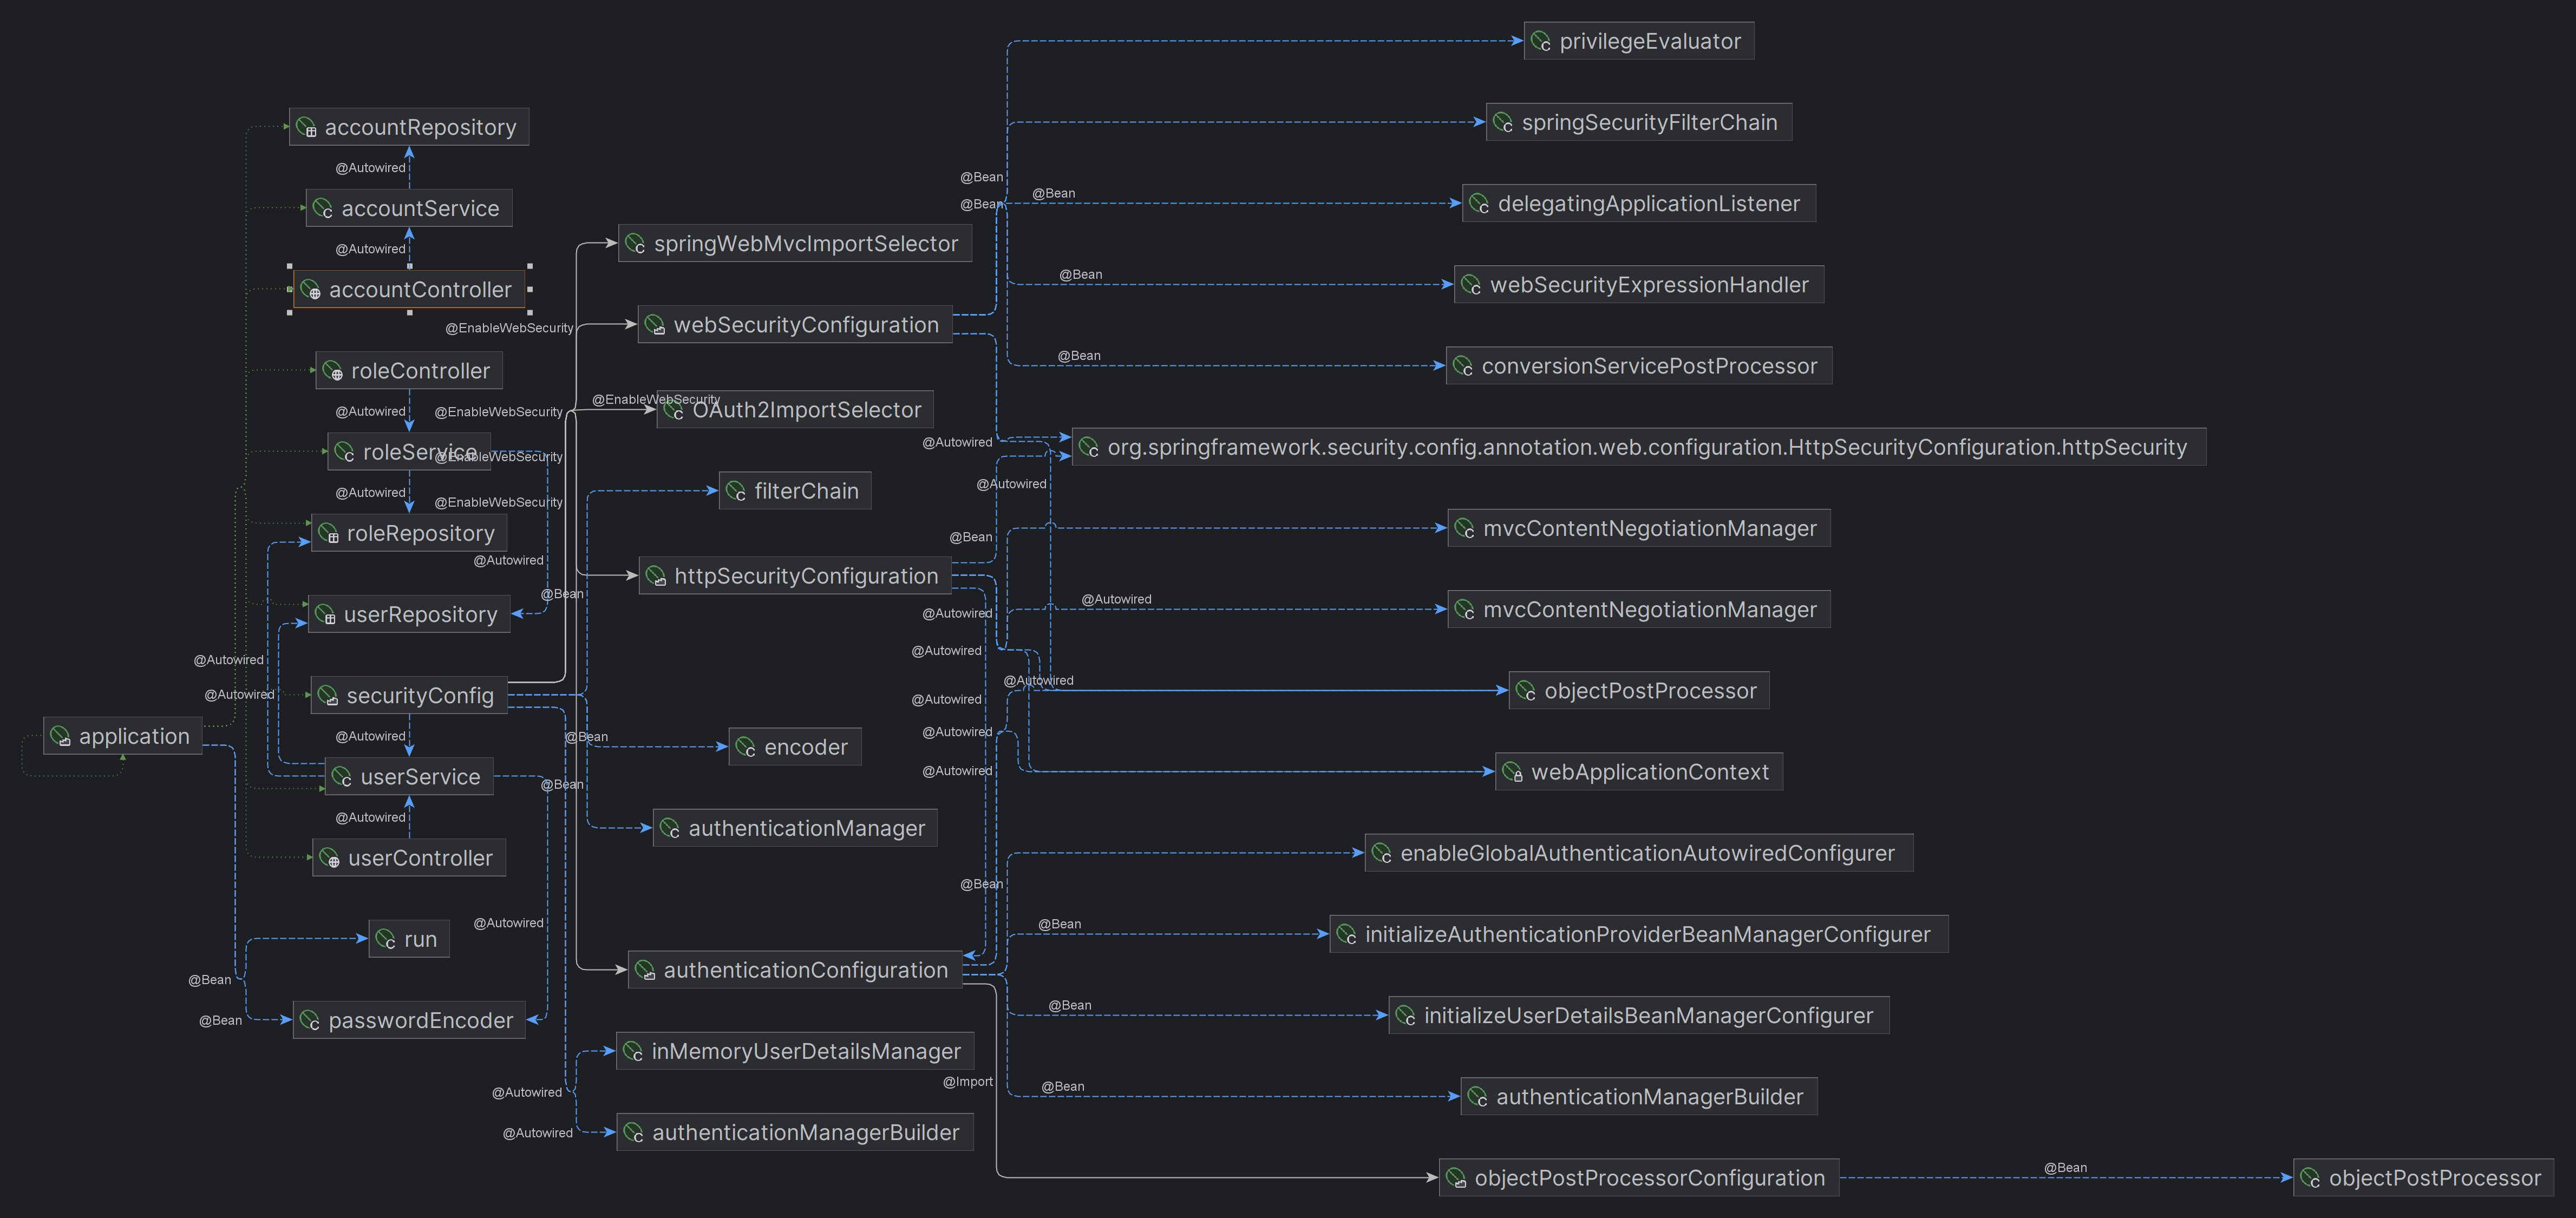 privilegeEvaluator
accountRepository
springSecurityFilterChain
@Autowired
@Bean
@Bean
@Bean
accountService
delegatingApplicationListener
@Autowired
springWebMvcImportSelector
@Bean
accountController
webSecurityExpressionHandler
@EnableWebSecurity
webSecurityConfiguration
@Bean
roleController
conversionServicePostProcessor
@EnableWebSecurity
@Autowired
@EnableWebSecurity
OAuth2ImportSelector
@Autowired
org.springframework.security.config.annotation.web.configuration.HttpSecurityConfiguration.httpSecurity
roleService
@EnableWebSecurity
@Autowired
@Autowired
filterChain
@EnableWebSecurity
roleRepository
@Bean
mvcContentNegotiationManager
@Autowired
httpSecurityConfiguration
@Bean
@Autowired
@Autowired
mvcContentNegotiationManager
userRepository
@Autowired
@Autowired
@Autowired
@Autowired
@Autowired
securityConfig
objectPostProcessor
application
@Autowired
@Bean
@Autowired
encoder
@Autowired
webApplicationContext
userService
@Bean
@Autowired
authenticationManager
userController
enableGlobalAuthenticationAutowiredConfigurer
@Bean
@Autowired
@Bean
run
initializeAuthenticationProviderBeanManagerConfigurer
@Bean
authenticationConfiguration
@Bean
@Bean
passwordEncoder
initializeUserDetailsBeanManagerConfigurer
inMemoryUserDetailsManager
@Import
@Bean
@Autowired
authenticationManagerBuilder
@Autowired
authenticationManagerBuilder
@Bean
objectPostProcessorConfiguration
objectPostProcessor